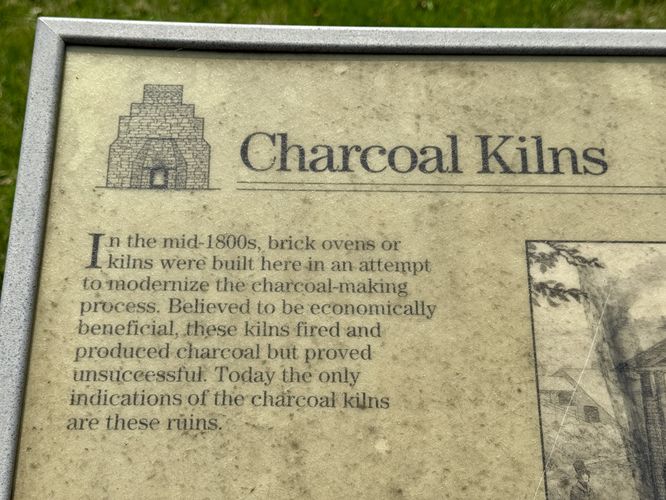 Charcoal Kilns
In the mid-1800s, brick ovens or
kilns were built here in an attempt
to modernize the charcoal-making
process. Believed to be economically
beneficial, these kilns fired and
produced charcoal but proved
unsuccessful. Today the only
indications of the charcoal kilns
are these ruins.